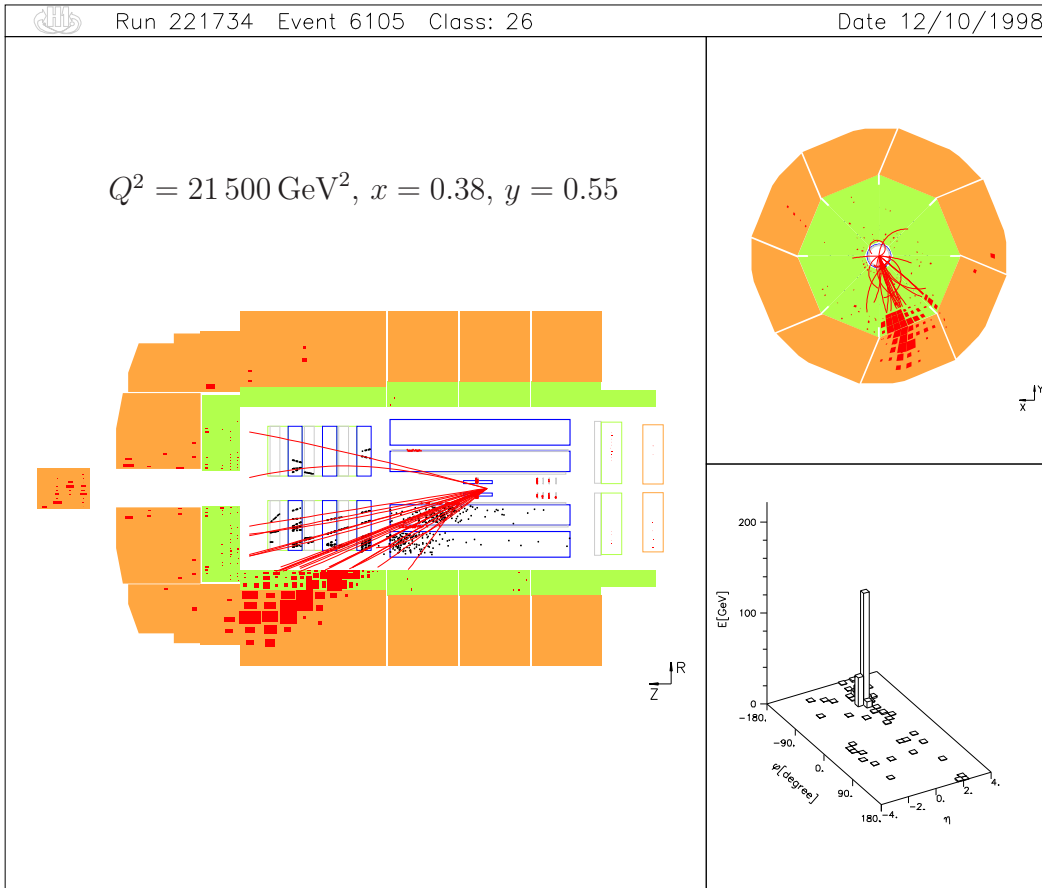 H1 Run 221734 Event 6105 Class: 26 Date 12/10/1998
Q² = 21 500 GeV², x = 0.38, y = 0.55
Z R
X Y
E[GeV]
200
100
0
-180.
-90.
0.
90.
180.
φ[degree]
-4.
-2.
0.
2.
4.
η